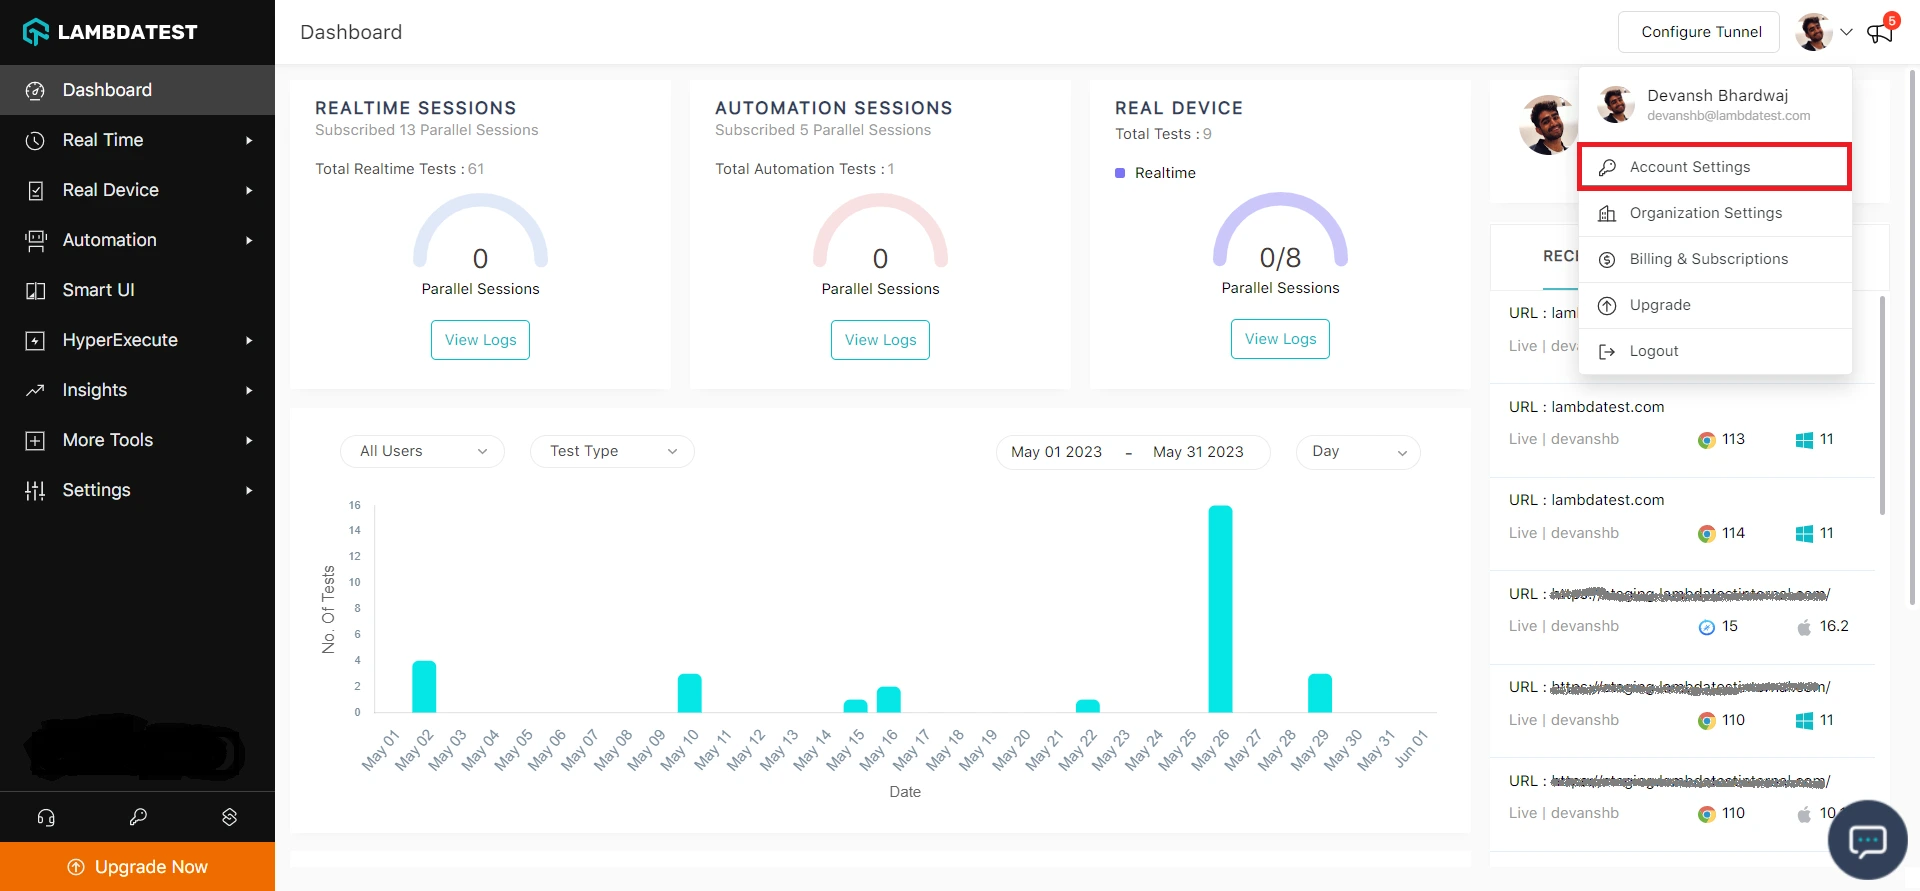 LAMBDATEST
Dashboard
Real Time
Real Device
Automation
Smart UI
HyperExecute
Insights
More Tools
Settings
Upgrade Now
Dashboard
Configure Tunnel
5
REALTIME SESSIONS
Subscribed 13 Parallel Sessions
Total Realtime Tests : 61
0
Parallel Sessions
View Logs
AUTOMATION SESSIONS
Subscribed 5 Parallel Sessions
Total Automation Tests : 1
0
Parallel Sessions
View Logs
REAL DEVICE
Total Tests : 9
Realtime
0/8
Parallel Sessions
View Logs
Devansh Bhardwaj
devanshb@lambdatest.com
Account Settings
Organization Settings
Billing & Subscriptions
Upgrade
Logout
All Users
Test Type
May 01 2023 - May 31 2023
Day
No. Of Tests
16
14
12
10
8
6
4
2
0
May 01
May 02
May 03
May 04
May 05
May 06
May 07
May 08
May 09
May 10
May 11
May 12
May 13
May 14
May 15
May 16
May 17
May 18
May 19
May 20
May 21
May 22
May 23
May 24
May 25
May 26
May 27
May 28
May 29
May 30
May 31
Jun 01
Date
URL :
Live |
URL : lambdatest.com
Live | devanshb 113 11
URL : lambdatest.com
Live | devanshb 114 11
URL :
Live | devanshb 15 16.2
URL :
Live | devanshb 110 11
URL :
Live | devanshb 110